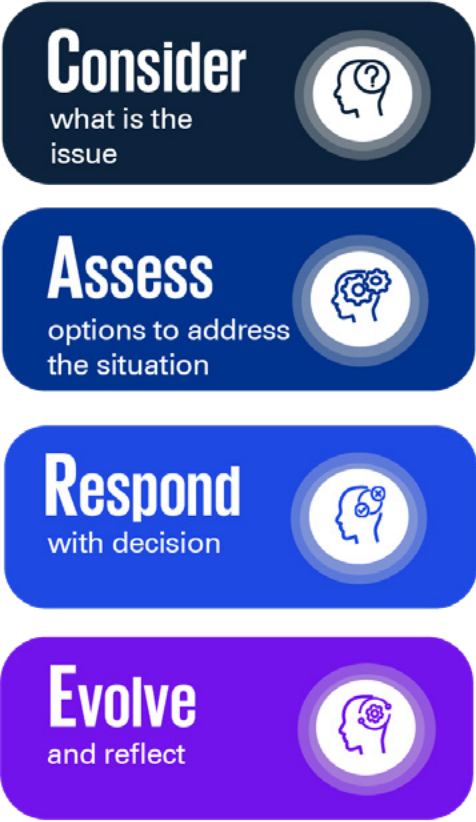 Consider
what is the
issue
Assess
options to address
the situation
Respond
with decision
Evolve
and reflect